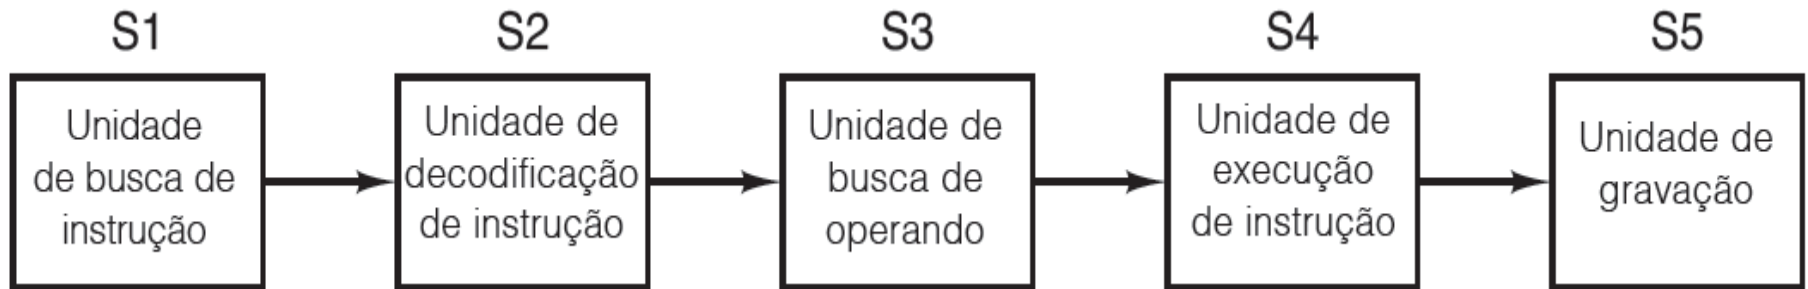 S1
S2
S3
S4
S5
Unidade
de busca de
instrução
Unidade de
decodificação
de instrução
Unidade de
busca de
operando
Unidade de
execução
de instrução
Unidade de
gravação